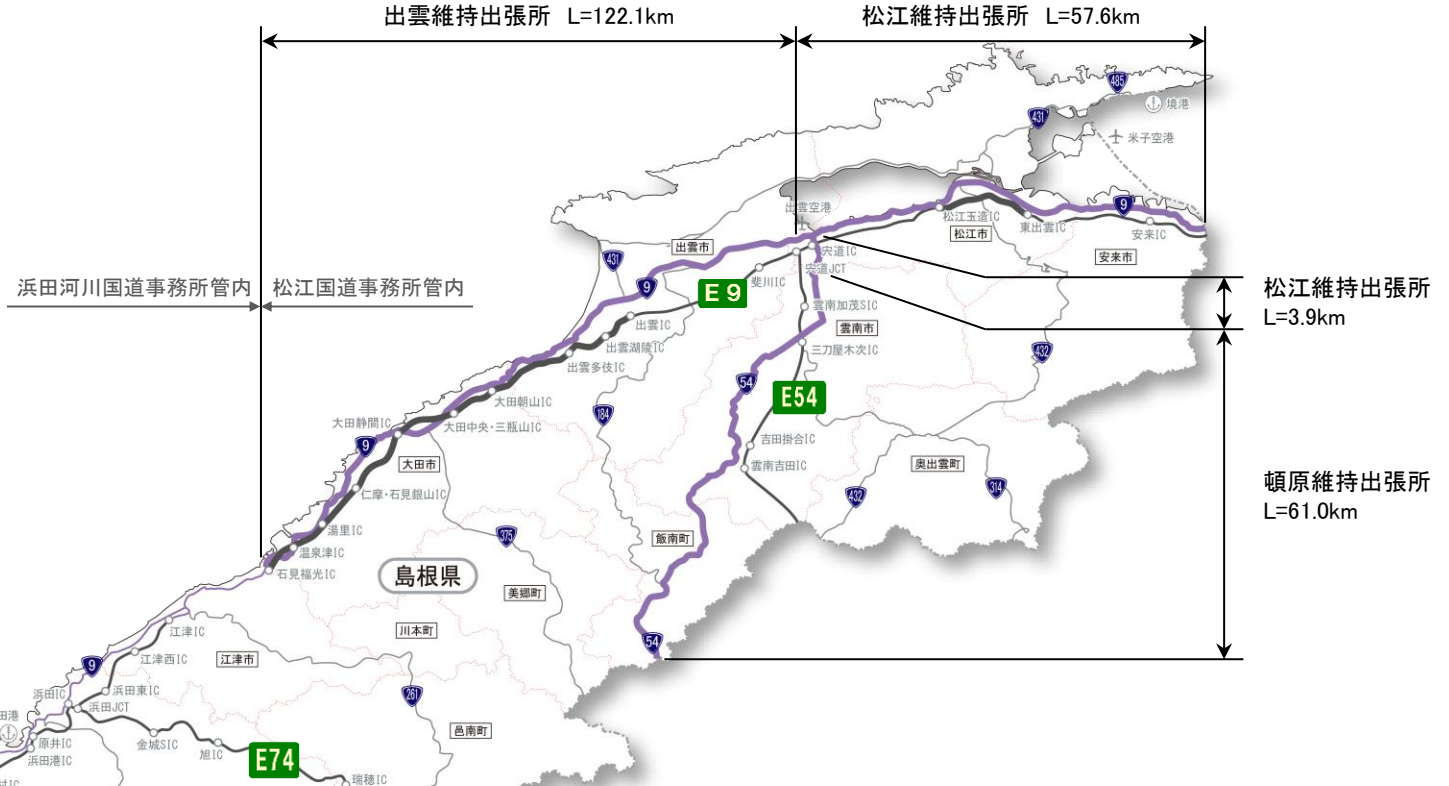 出雲維持出張所 L=122.1km
松江維持出張所 L=57.6km
485
境港
431
米子空港
出雲空港
松江玉造IC
9
東出雲IC
安来IC
松江市
安来市
出雲市
431
宍道IC
宍道JCT
浜田河川国道事務所管内
松江国道事務所管内
9
E9
斐川IC
松江維持出張所
L=3.9km
雲南加茂SIC
出雲IC
雲南市
出雲湖陵IC
三刀屋木次IC
432
出雲多伎IC
54
E54
大田朝山IC
184
大田静間IC
大田中央・三瓶山IC
9
吉田掛合IC
大田市
雲南吉田IC
奥出雲町
仁摩・石見銀山IC
432
314
頓原維持出張所
L=61.0km
湯里IC
375
飯南町
温泉津IC
石見福光IC
島根県
美郷町
江津IC
川本町
54
江津西IC
江津市
9
浜田IC
浜田東IC
261
浜田JCT
田港
邑南町
原井IC
金城SIC
旭IC
浜田港IC
E74
瑞穂IC